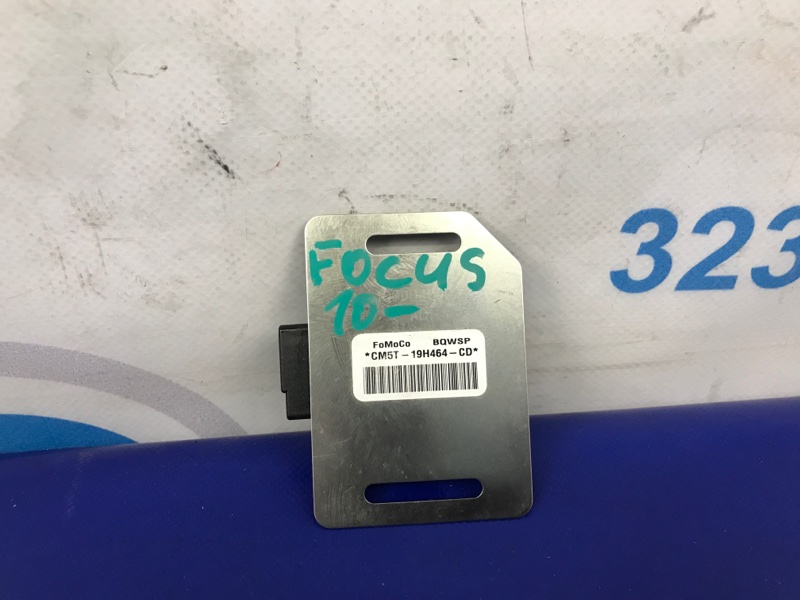 323
FOCUS
10-
FoMoCo BQWSP
*CM5T-19H464-CD*